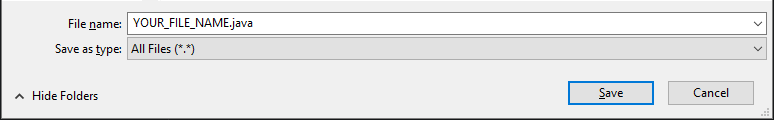 File name: YOUR_FILE_NAME.java
Save as type: All Files (*.*)
Hide Folders Save Cancel